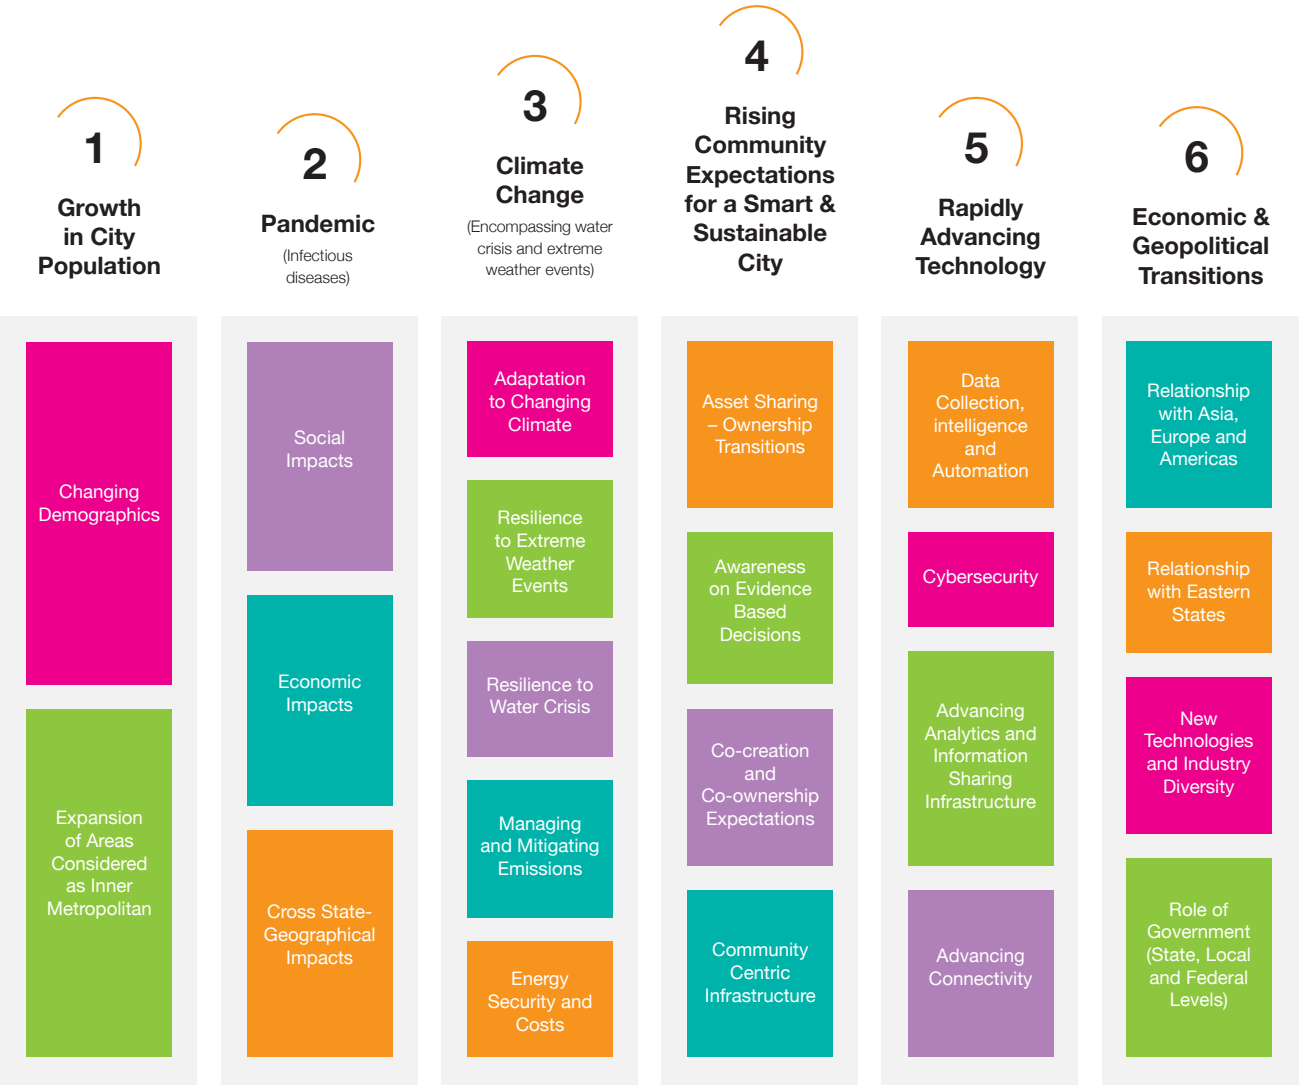 1
Growth
in City
Population
Changing
Demographics
Expansion
of Areas
Considered
as Inner
Metropolitan
2
Pandemic
(Infectious
diseases)
Social
Impacts
Economic
Impacts
Cross State-
Geographical
Impacts
3
Climate
Change
(Encompassing water
crisis and extreme
weather events)
Adaptation
to Changing
Climate
Resilience
to Extreme
Weather
Events
Resilience to
Water Crisis
Managing
and Mitigating
Emissions
Energy
Security and
Costs
4
Rising
Community
Expectations
for a Smart &
Sustainable
City
Asset Sharing
– Ownership
Transitions
Awareness
on Evidence
Based
Decisions
Co-creation
and
Co-ownership
Expectations
Community
Centric
Infrastructure
5
Rapidly
Advancing
Technology
Data
Collection,
intelligence
and
Automation
Cybersecurity
Advancing
Analytics and
Information
Sharing
Infrastructure
Advancing
Connectivity
6
Economic &
Geopolitical
Transitions
Relationship
with Asia,
Europe and
Americas
Relationship
with Eastern
States
New
Technologies
and Industry
Diversity
Role of
Government
(State, Local
and Federal
Levels)